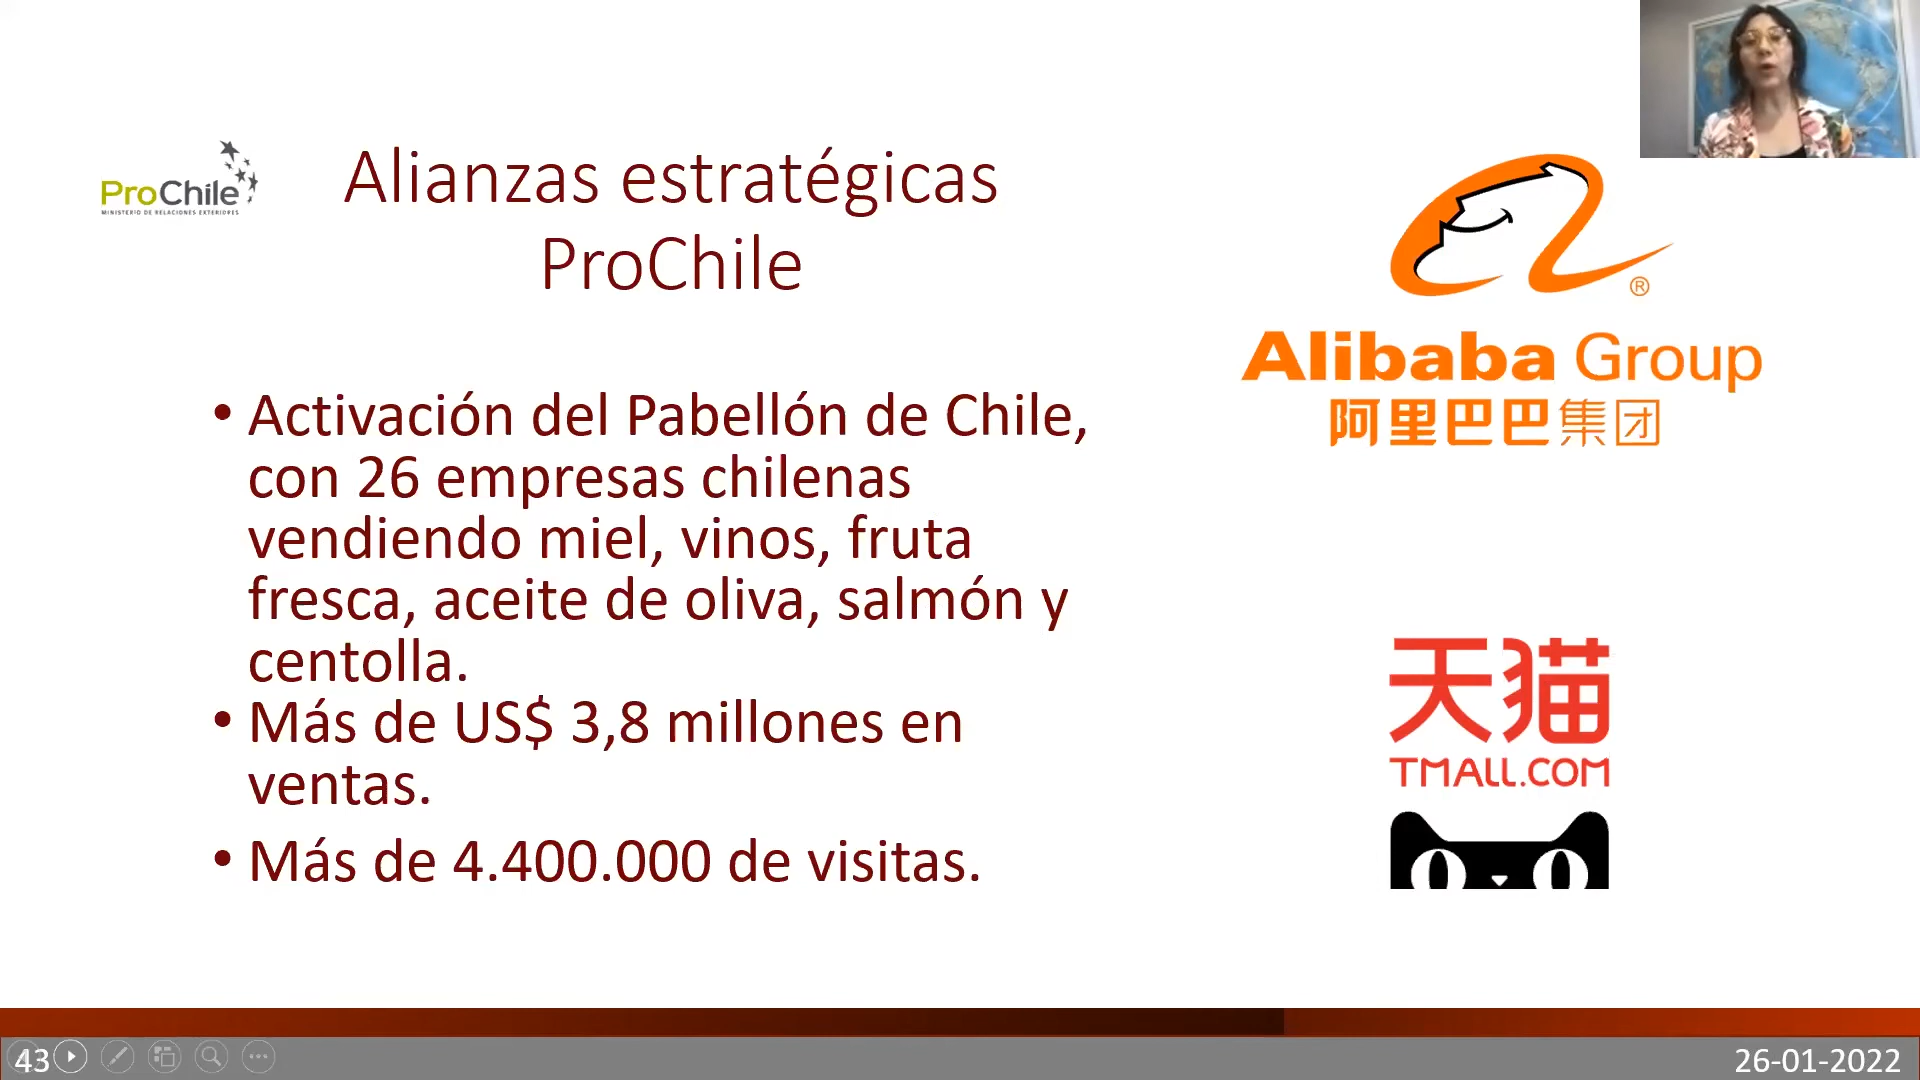 ProChile
MINISTERIO DE RELACIONES EXTERIORES
Alianzas estratégicas
ProChile
• Activación del Pabellón de Chile,
con 26 empresas chilenas
vendiendo miel, vinos, fruta
fresca, aceite de oliva, salmón y
centolla.
• Más de US$ 3,8 millones en
ventas.
• Más de 4.400.000 de visitas.
®
Alibaba Group
阿里巴巴集团
天猫
TMALL.COM
43
26-01-2022